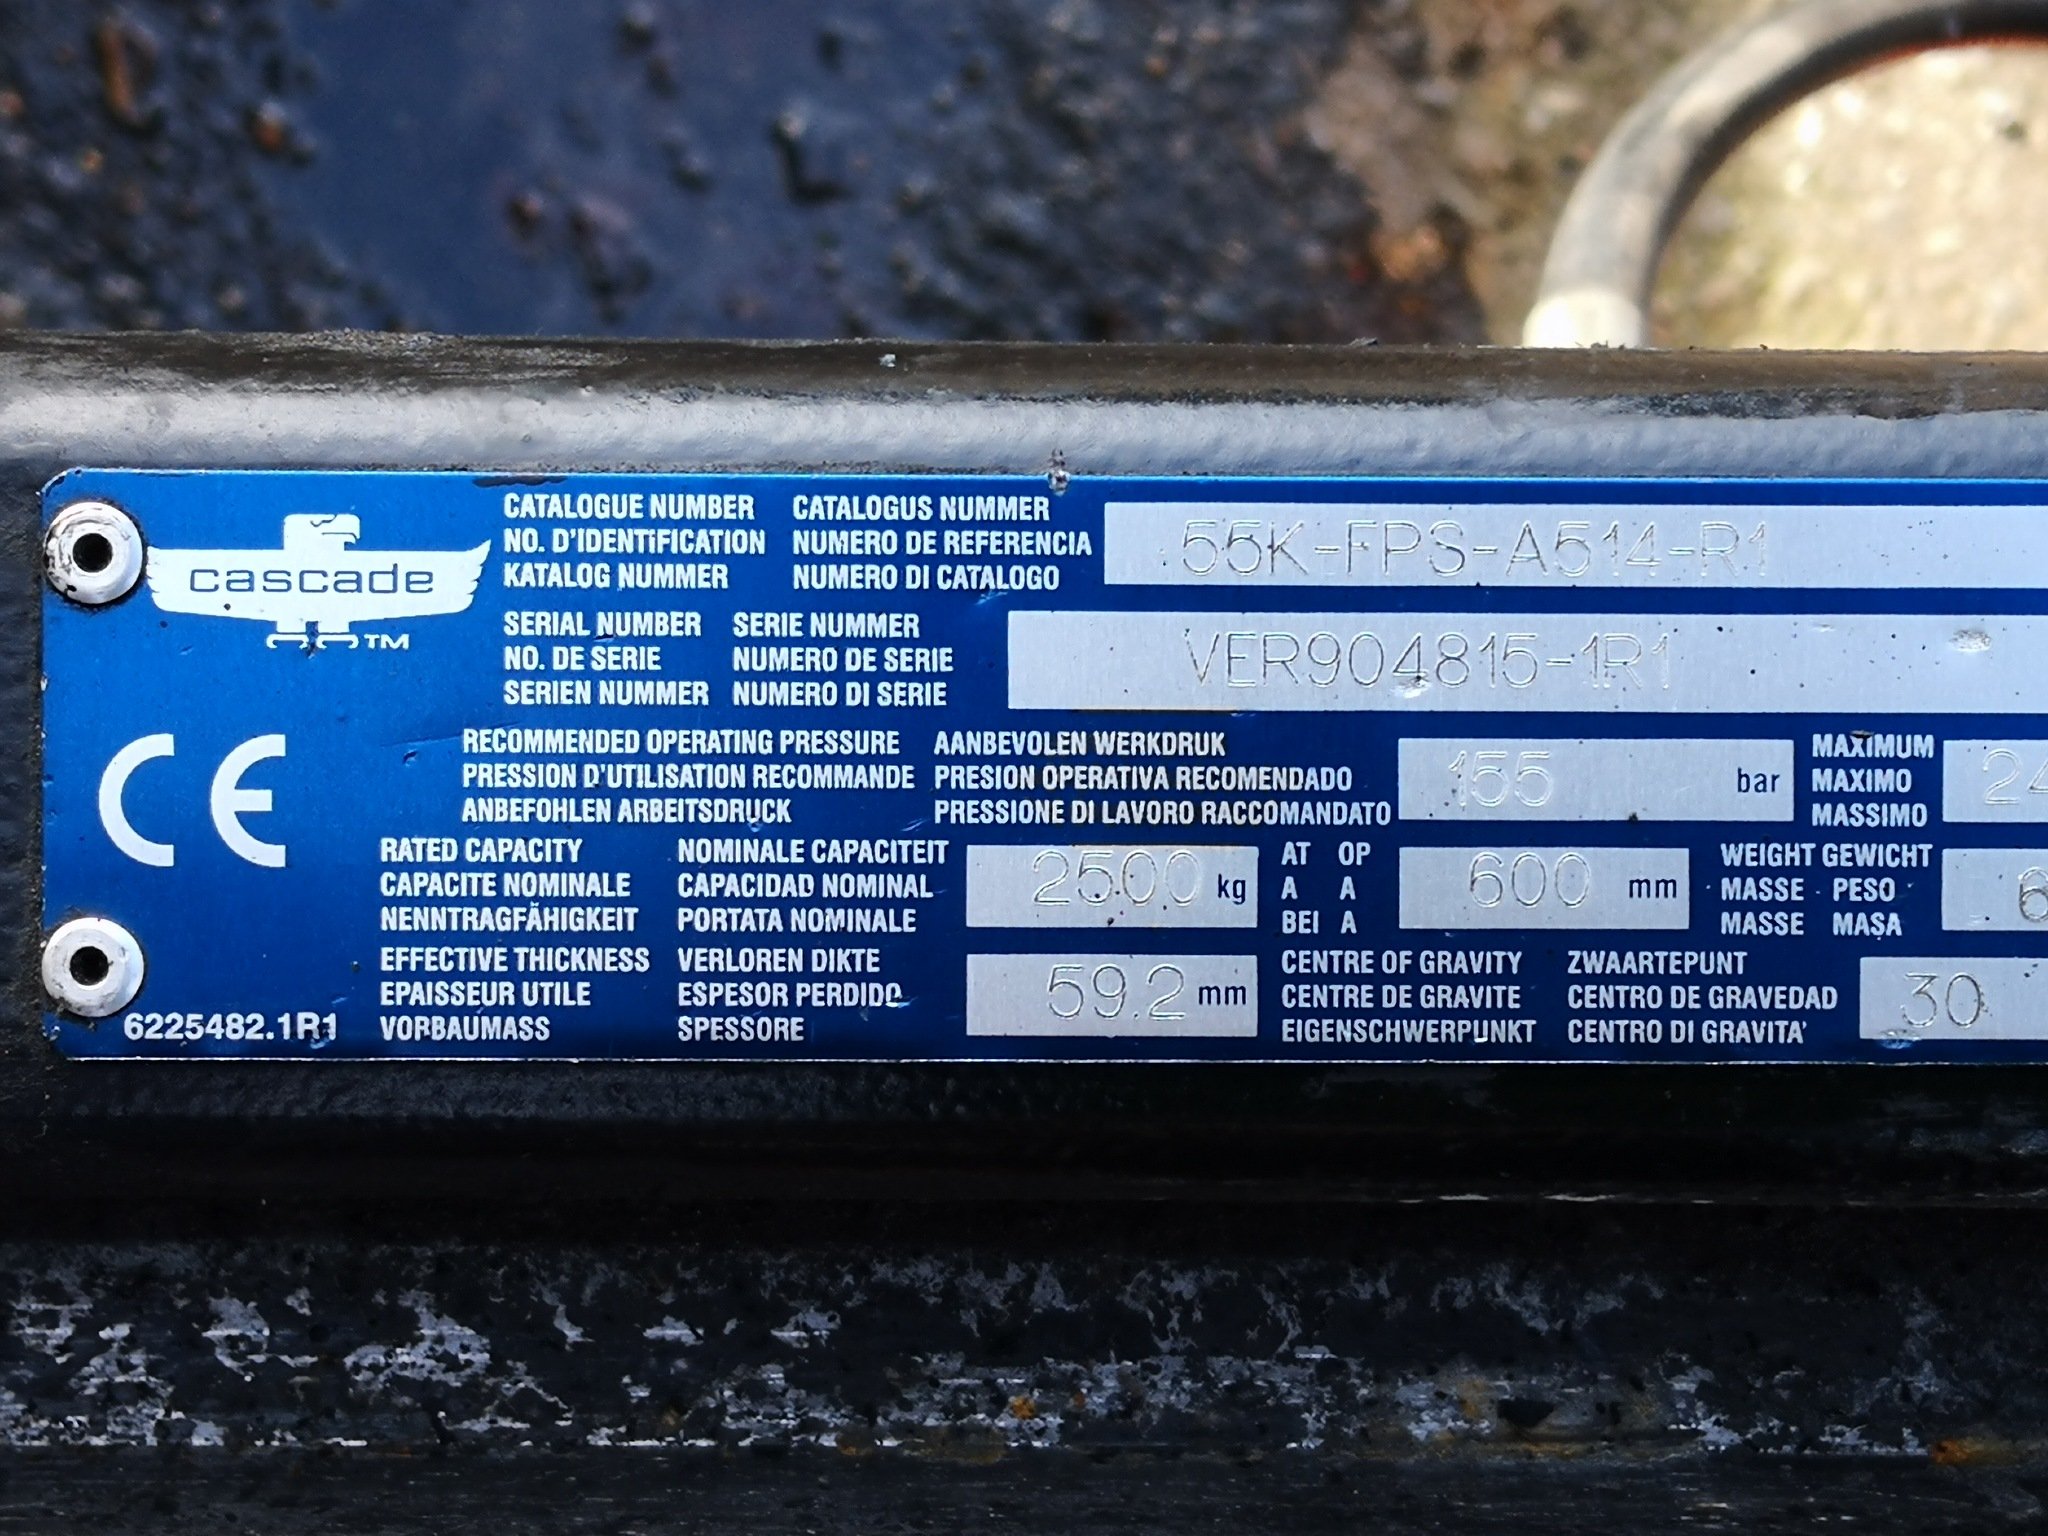 cascade
TM
CATALOGUE NUMBER CATALOGUS NUMMER
NO. D'IDENTIFICATION NUMERO DE REFERENCIA 55K-FPS-A514-R1
KATALOG NUMMER NUMERO DI CATALOGO
SERIAL NUMBER SERIE NUMMER
NO. DE SERIE NUMERO DE SERIE VER904815-1R1
SERIEN NUMMER NUMERO DI SERIE
CE
RECOMMENDED OPERATING PRESSURE AANBEVOLEN WERKDRUK MAXIMUM
PRESSION D'UTILISATION RECOMMANDE PRESION OPERATIVA RECOMENDADO 155 bar MAXIMO
ANBEFOHLEN ARBEITSDRUCK PRESSIONE DI LAVORO RACCOMANDATO MASSIMO
RATED CAPACITY NOMINALE CAPACITEIT AT OP WEIGHT GEWICHT
CAPACITE NOMINALE CAPACIDAD NOMINAL 2500 kg A A 600 mm MASSE PESO
NENNTRAGFÄHIGKEIT PORTATA NOMINALE BEI A MASSE MASA
EFFECTIVE THICKNESS VERLOREN DIKTE CENTRE OF GRAVITY ZWAARTEPUNT
EPAISSEUR UTILE ESPESOR PERDIDO 59.2 mm CENTRE DE GRAVITE CENTRO DE GRAVEDAD 30
VORBAUMASS SPESSORE EIGENSCHWERPUNKT CENTRO DI GRAVITA'
6225482.1R1